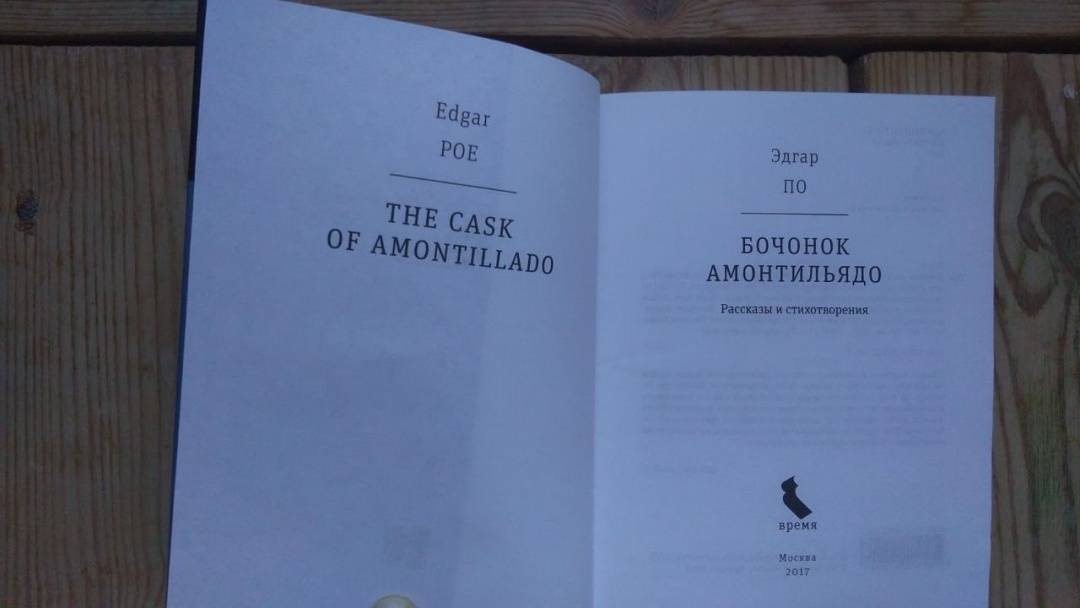 Edgar
POE
THE CASK
OF AMONTILLADO
Эдгар
ПО
БОЧОНОК
АМОНТИЛЬЯДО
Рассказы и стихотворения
время
Москва
2017